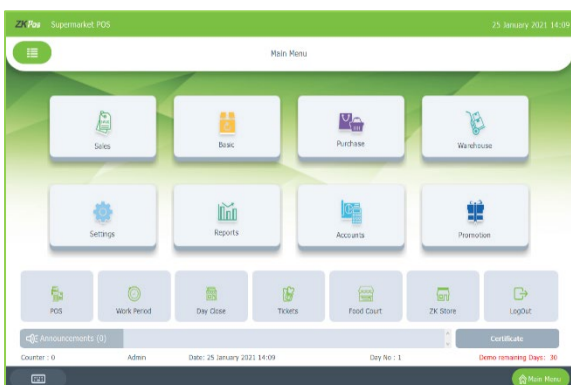 ZKPos Supermarket POS 25 January 2021 14:09
Main Menu
Sales Basic Purchase Warehouse
Settings Reports Accounts Promotion
POS Work Period Day Close Tickets Food Court ZK Store LogOut
Announcements (0) Certificate
Counter : 0 Admin Date: 25 January 2021 14:09 Day No : 1 Demo remaining Days: 30
Main Menu